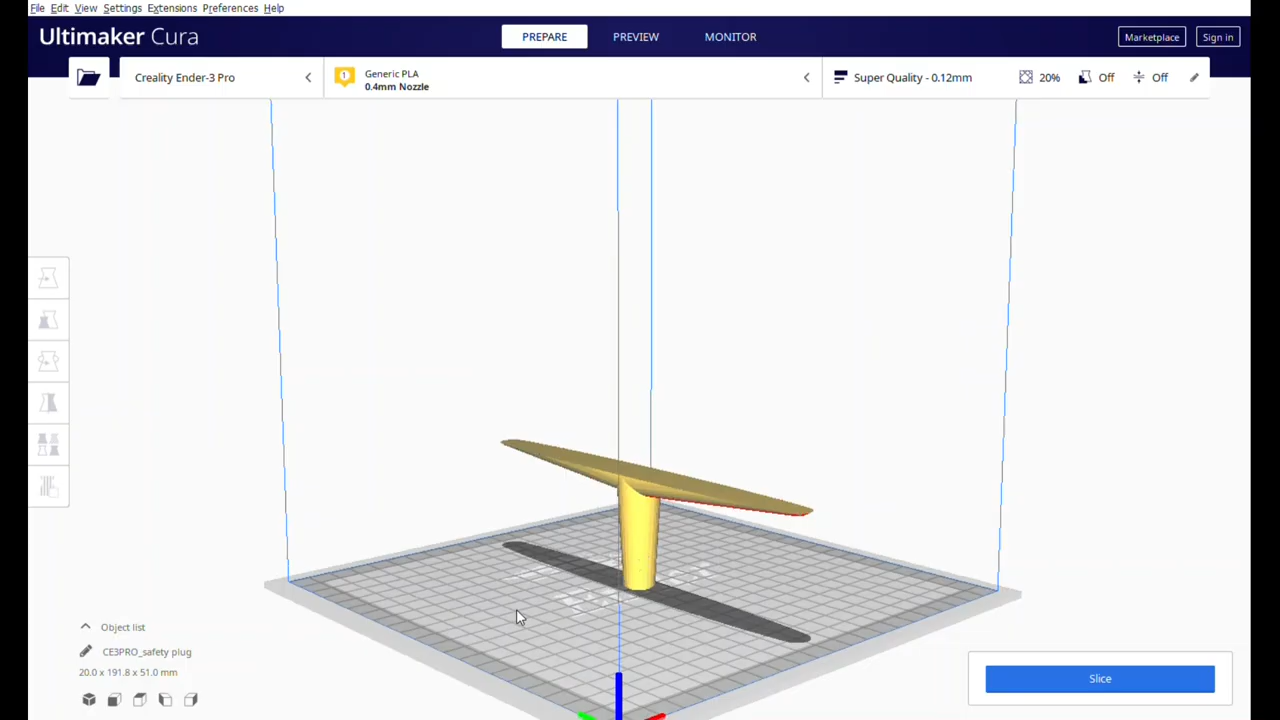 File Edit View Settings Extensions Preferences Help
Ultimaker Cura
PREPARE PREVIEW MONITOR
Marketplace Sign in
Creality Ender-3 Pro
1
Generic PLA
0.4mm Nozzle
Super Quality - 0.12mm 20% Off Off
Object list
CE3PRO_safety plug
20.0 x 191.8 x 51.0 mm
Slice